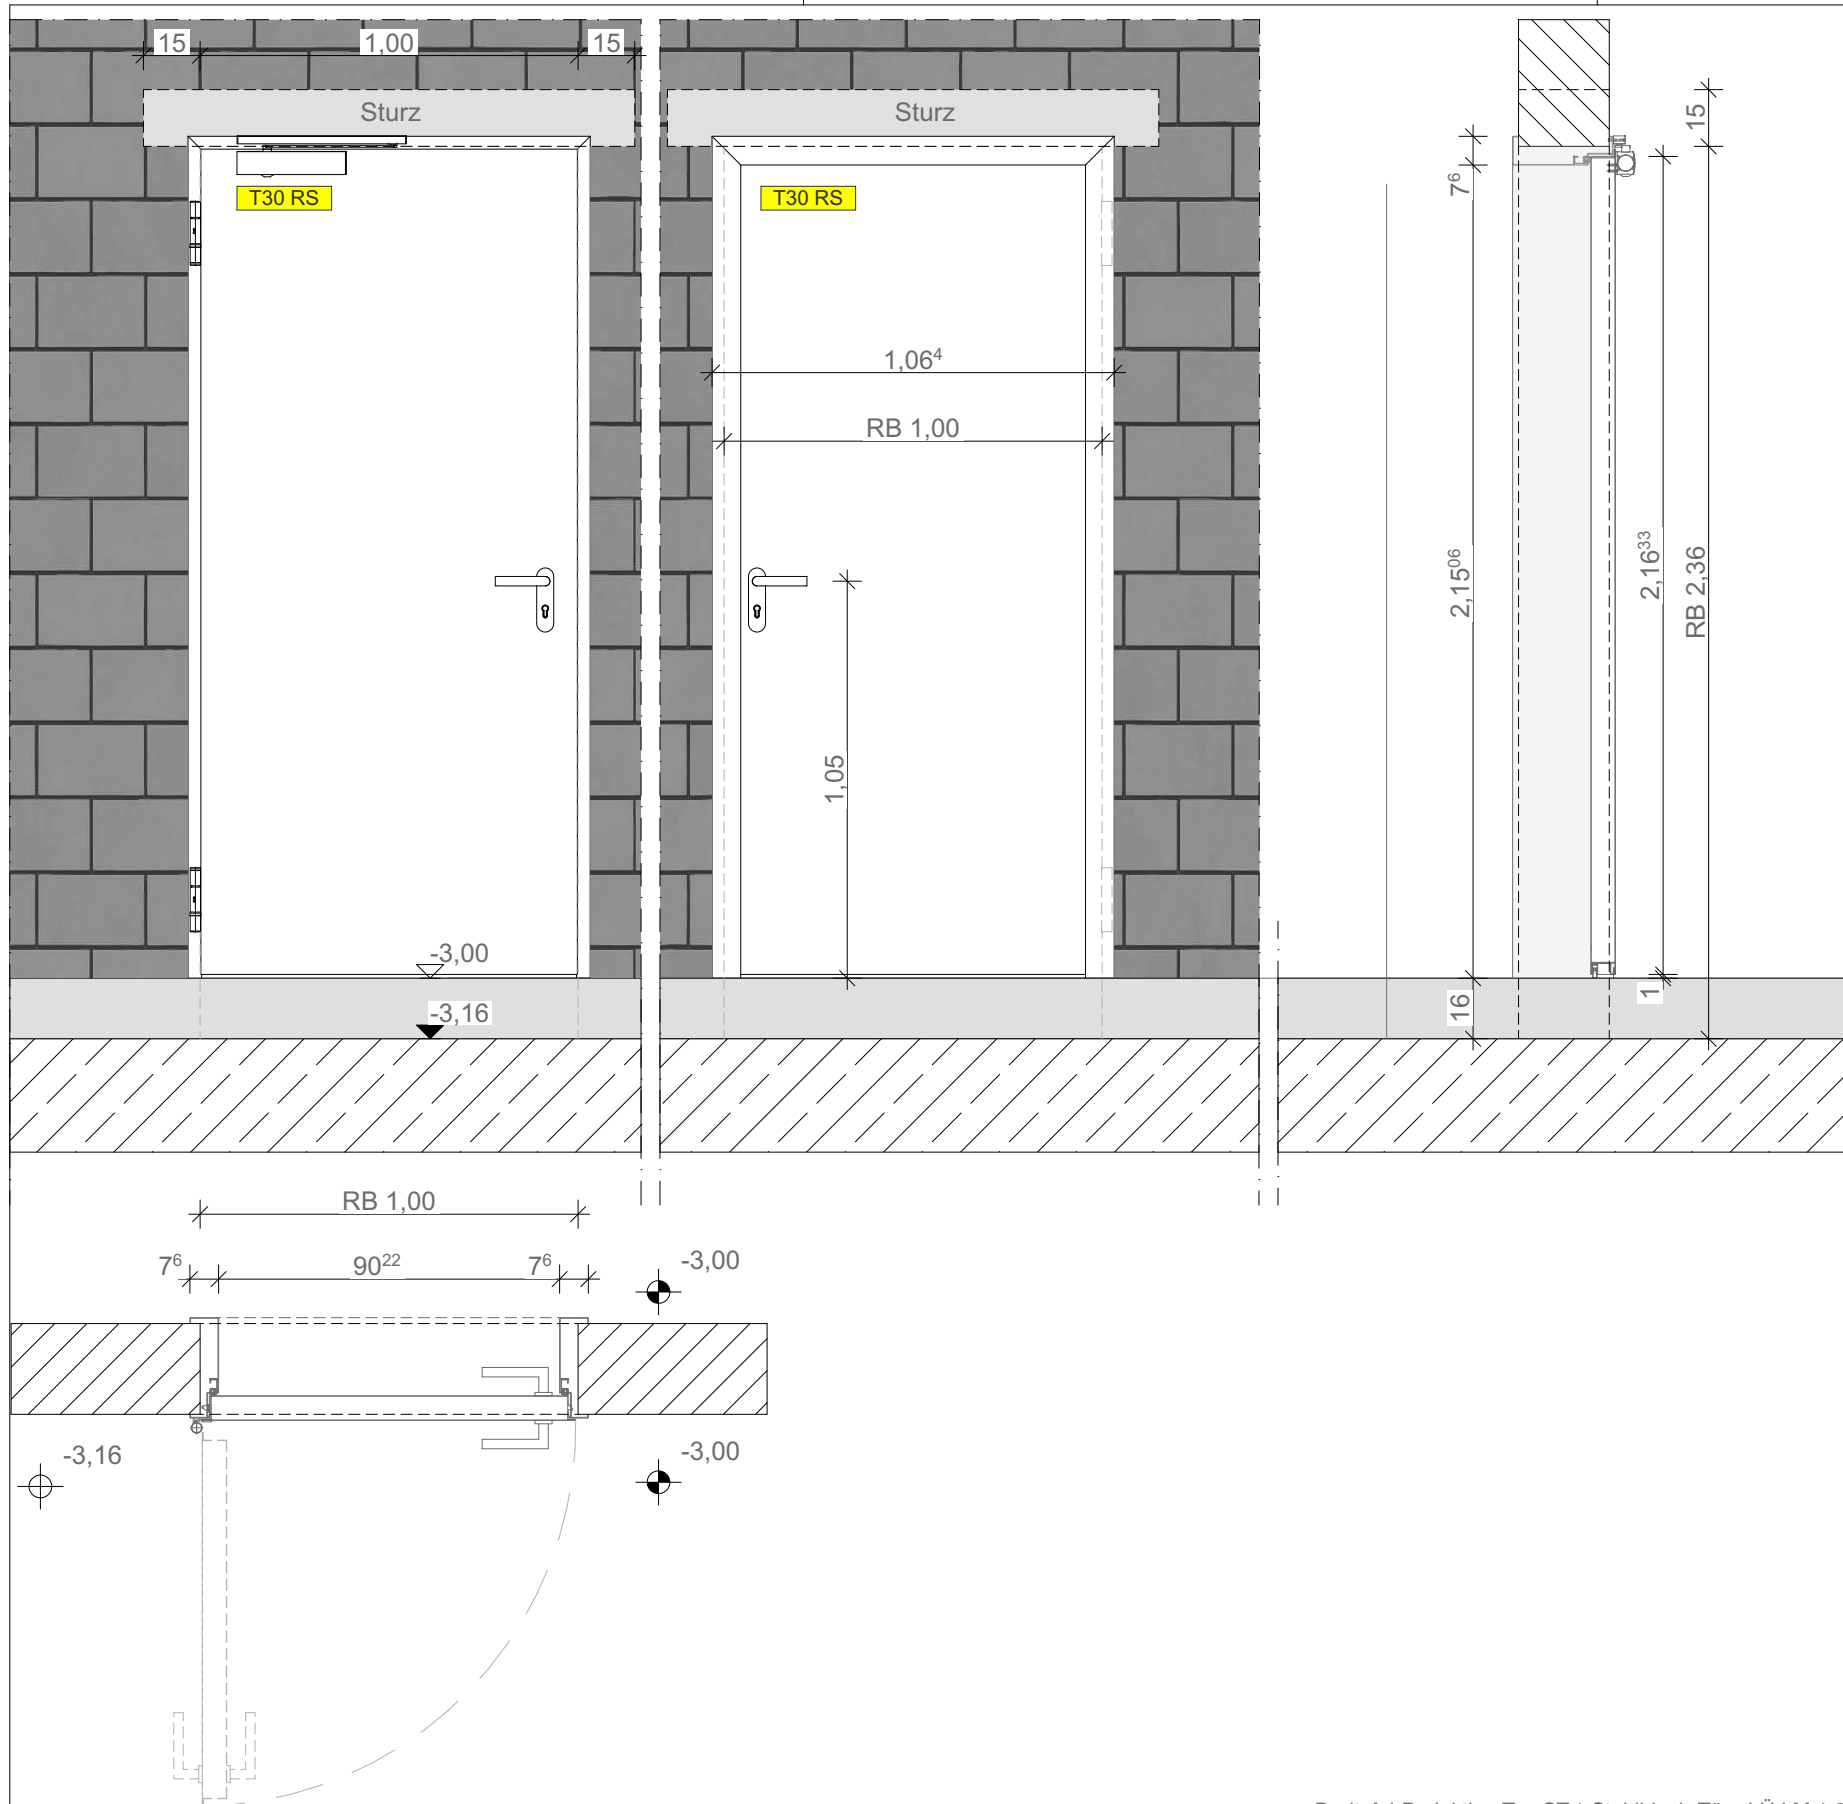 15 1,00 15
Sturz Sturz
15
T30 RS T30 RS
7⁶
1,06⁴
RB 1,00
2,15⁰⁶
2,16³³
RB 2,36
1,05
-3,00
-3,16
16
1
RB 1,00
7⁶ 90²² 7⁶
-3,00
-3,16
-3,00